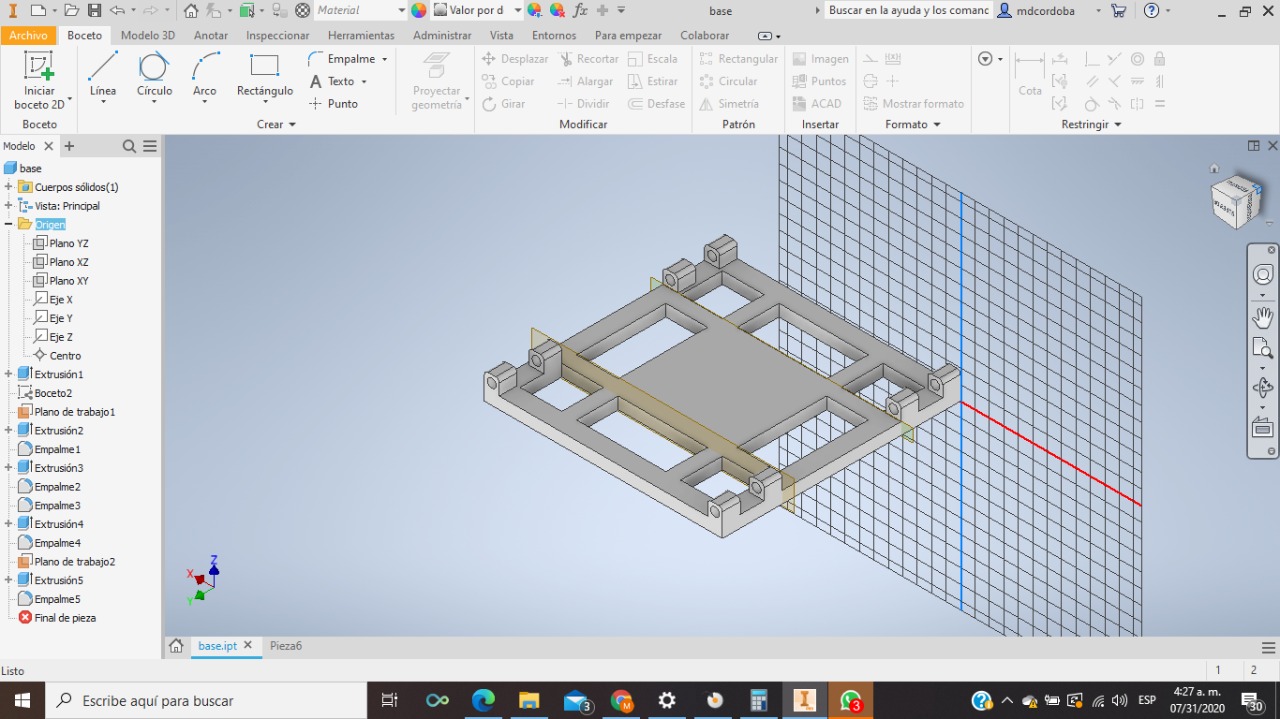 Material
Valor por d
fx
base
Buscar en la ayuda y los comanc
mdcordoba
Archivo
Boceto
Modelo 3D
Anotar
Inspeccionar
Herramientas
Administrar
Vista
Entornos
Para empezar
Colaborar
Iniciar
boceto 2D
Línea
Círculo
Arco
Rectángulo
Empalme
A Texto
Punto
Proyectar
geometría
Desplazar
Copiar
Girar
Recortar
Alargar
Dividir
Escala
Estirar
Desfase
Rectangular
Circular
Simetría
Imagen
Puntos
ACAD
Mostrar formato
Cota
Boceto
Crear
Modificar
Patrón
Insertar
Formato
Restringir
Modelo
base
Cuerpos sólidos(1)
Vista: Principal
Origen
Plano YZ
Plano XZ
Plano XY
Eje X
Eje Y
Eje Z
Centro
Extrusión1
Boceto2
Plano de trabajo1
Extrusión2
Empalme1
Extrusión3
Empalme2
Empalme3
Extrusión4
Empalme4
Plano de trabajo2
Extrusión5
Empalme5
Final de pieza
Z
X
Y
base.ipt
Pieza6
Listo
1
2
Escribe aquí para buscar
3
M
3
ESP
4:27 a. m.
07/31/2020
30